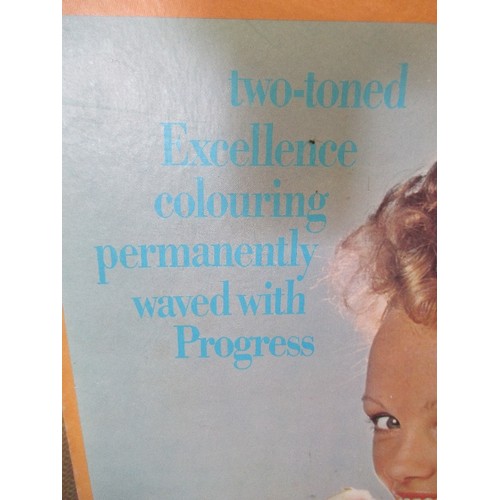 two-toned
Excellence
colouring
permanently
waved with
Progress